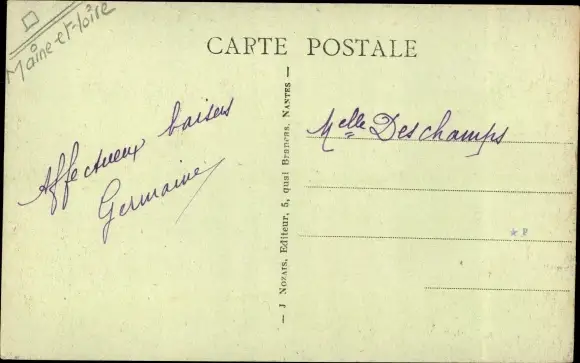 Maine-et-Loire
CARTE POSTALE
Affectueux baisers
Germaine
Melle Deschamps
— J NOZAIS, Editeur, 5, quai Brancas, NANTES —